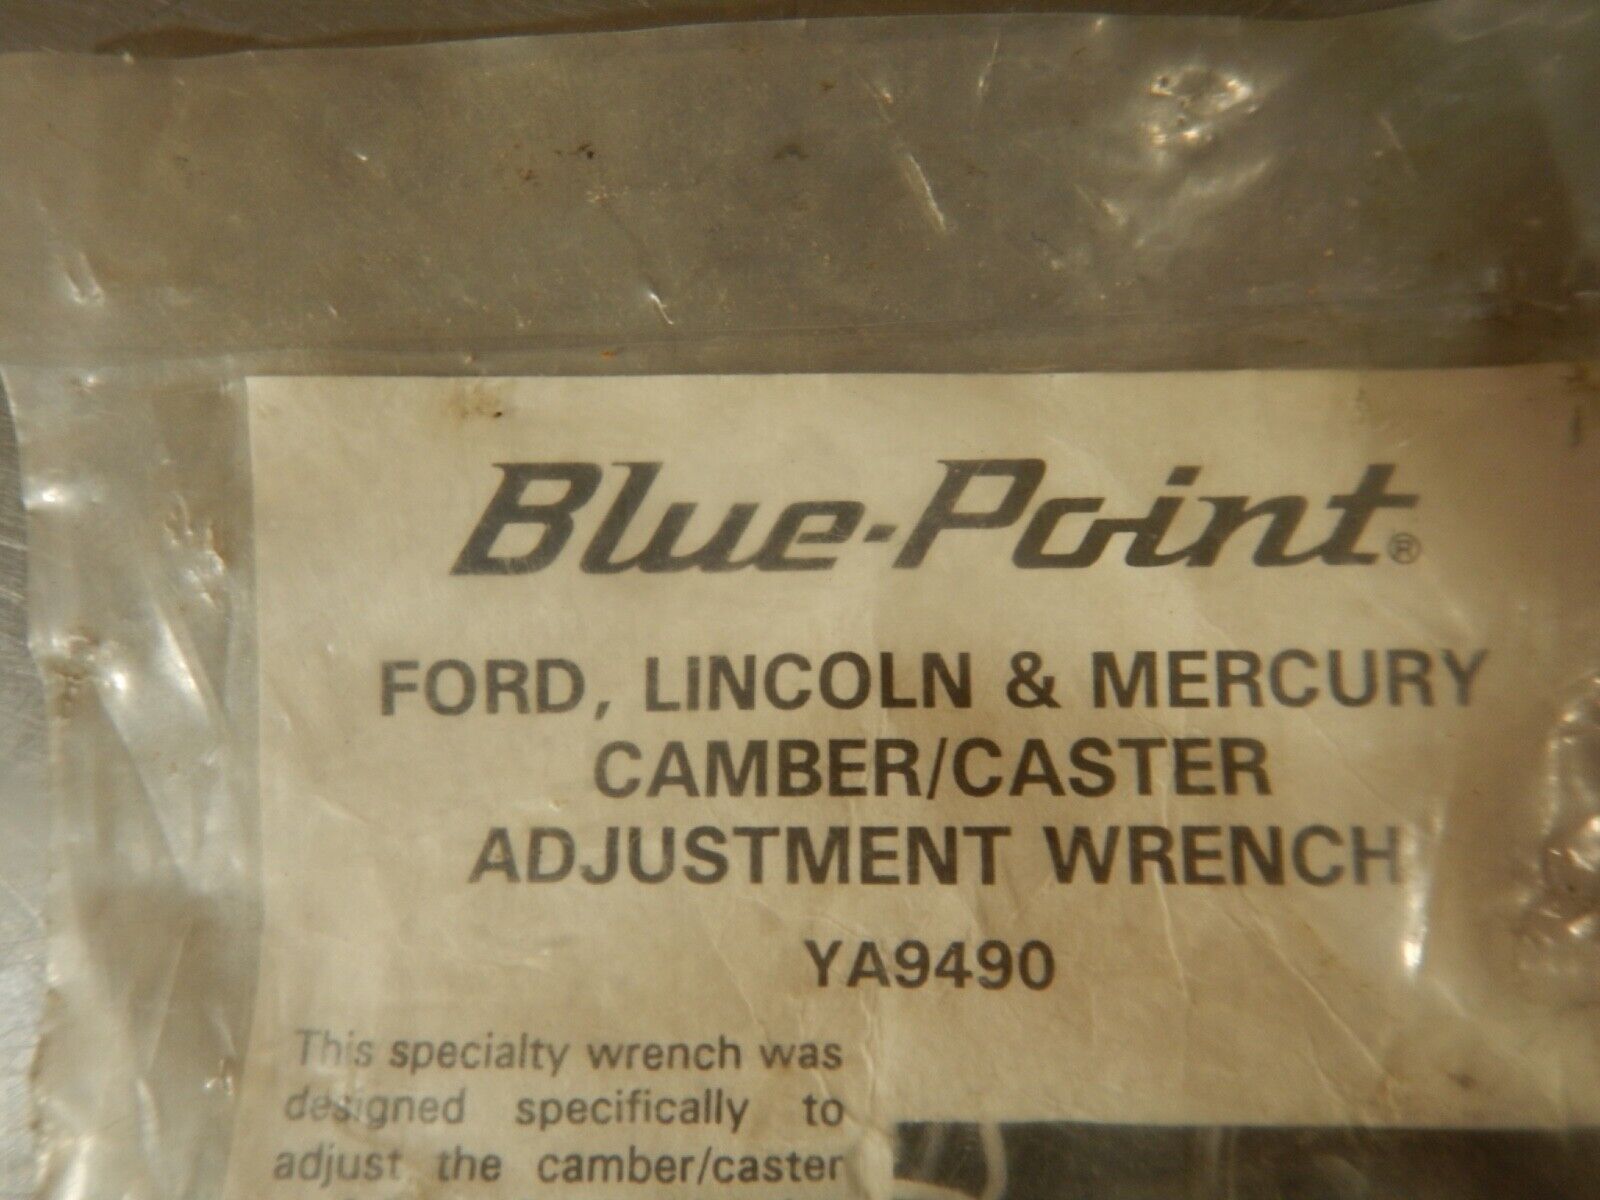 Blue-Point®
FORD, LINCOLN & MERCURY
CAMBER/CASTER
ADJUSTMENT WRENCH
YA9490
This specialty wrench was
designed specifically to
adjust the camber/caster